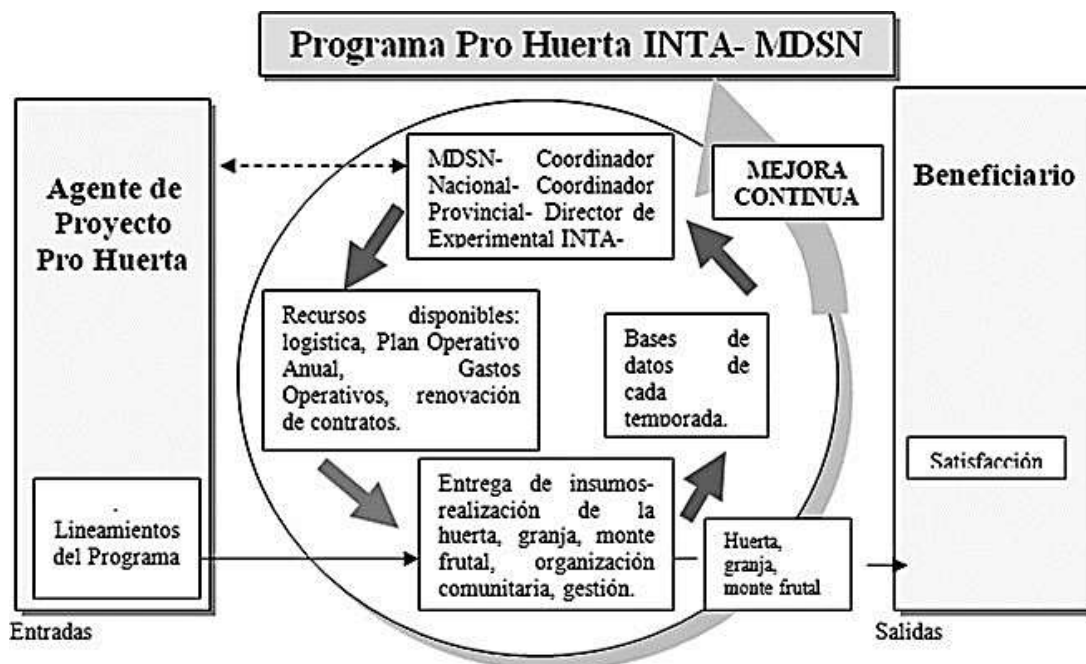 Programa Pro Huerta INTA- MDSN
Agente de
Proyecto
Pro Huerta
MDSN- Coordinador
Nacional- Coordinador
Provincial- Director de
Experimental INTA-
MEJORA
CONTINUA
Beneficiario
Recursos disponibles:
logística, Plan Operativo
Anual, Gastos
Operativos, renovación
de contratos.
Bases de
datos de
cada
temporada.
Satisfacción
Lineamientos
del Programa
Entrega de insumos-
realización de la
huerta, granja, monte
frutal, organización
comunitaria, gestión.
Huerta,
granja,
monte frutal
Entradas
Salidas